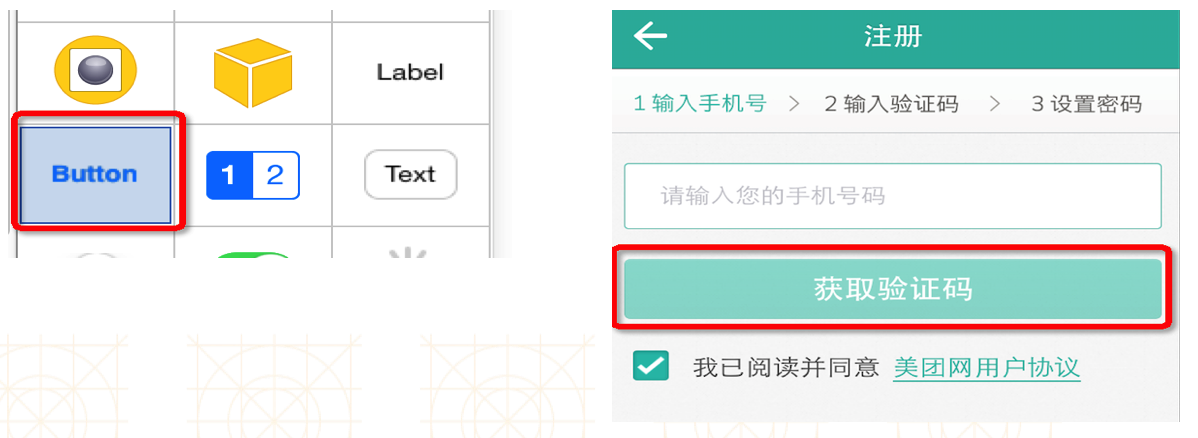 Label
Button
1 2
Text
注册
1 输入手机号 > 2 输入验证码 > 3 设置密码
请输入您的手机号码
获取验证码
我已阅读并同意 美团网用户协议